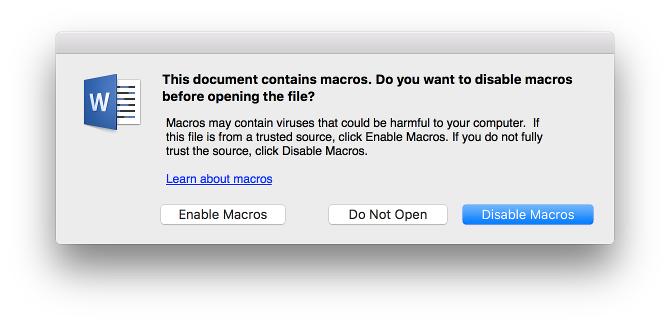 This document contains macros. Do you want to disable macros
before opening the file?
W
Macros may contain viruses that could be harmful to your computer.  If
this file is from a trusted source, click Enable Macros. If you do not fully
trust the source, click Disable Macros.
Learn about macros
Enable Macros
Do Not Open
Disable Macros